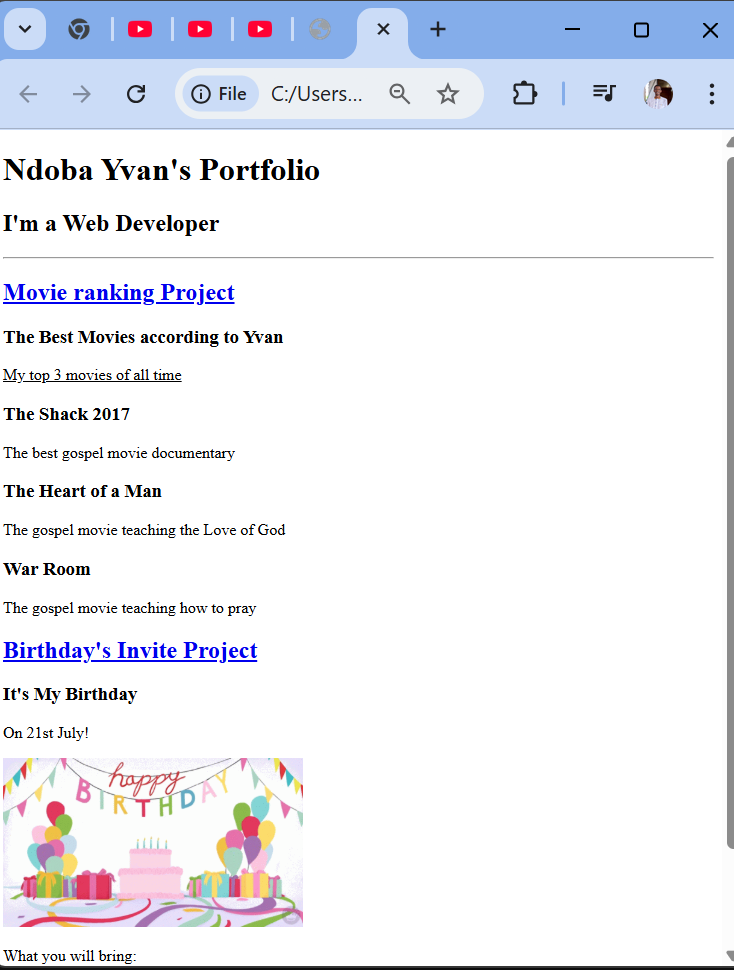 File C:/Users...
Ndoba Yvan's Portfolio
I'm a Web Developer
Movie ranking Project
The Best Movies according to Yvan
My top 3 movies of all time
The Shack 2017
The best gospel movie documentary
The Heart of a Man
The gospel movie teaching the Love of God
War Room
The gospel movie teaching how to pray
Birthday's Invite Project
It's My Birthday
On 21st July!
happy
BIRTHDAY
What you will bring: